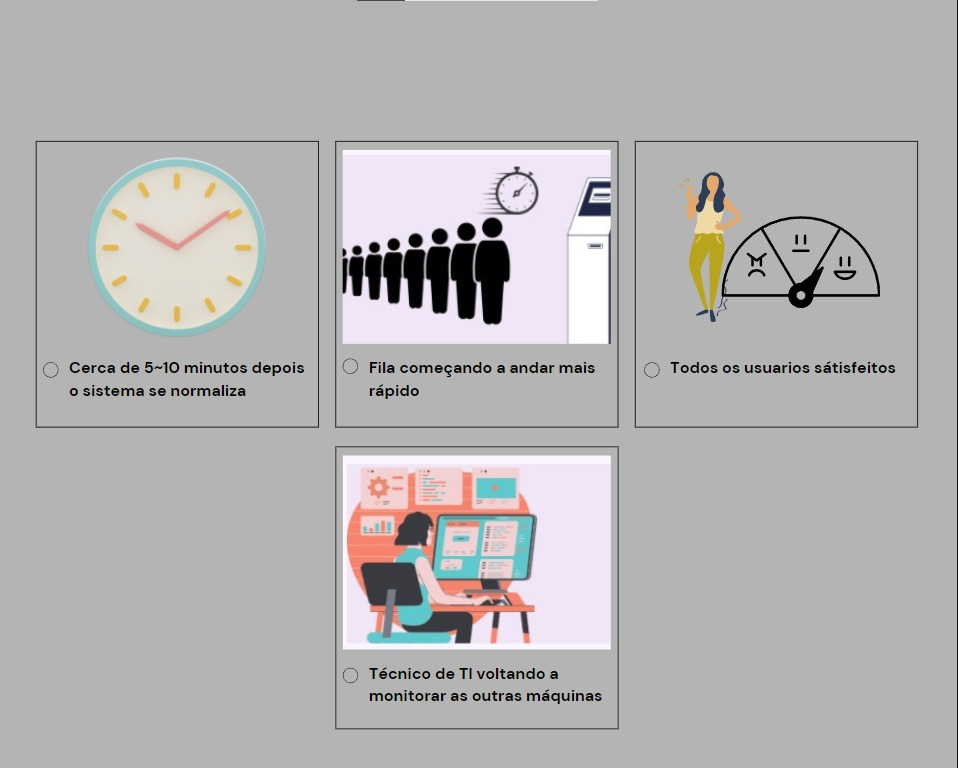 Cerca de 5~10 minutos depois
o sistema se normaliza
Fila começando a andar mais
rápido
Todos os usuarios sátisfeitos
Técnico de TI voltando a
monitorar as outras máquinas